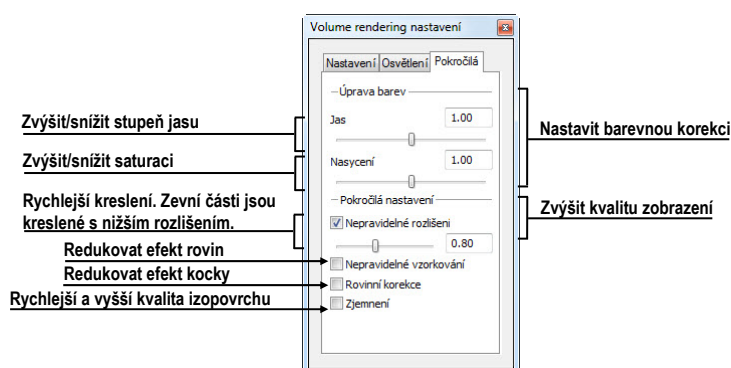 Volume rendering nastavení
Nastavení Osvětlení Pokročilá
Úprava barev
Zvýšit/snížit stupeň jasu
Jas 1.00
Nastavit barevnou korekci
Zvýšit/snížit saturaci
Nasycení 1.00
Rychlejší kreslení. Zevní části jsou
kreslené s nižším rozlišením.
Pokročilá nastavení
Zvýšit kvalitu zobrazení
Nepravidelné rozlišeni
0.80
Redukovat efekt rovin
Nepravidelné vzorkování
Redukovat efekt kocky
Rovinní korekce
Rychlejší a vyšší kvalita izopovrchu
Zjemnení